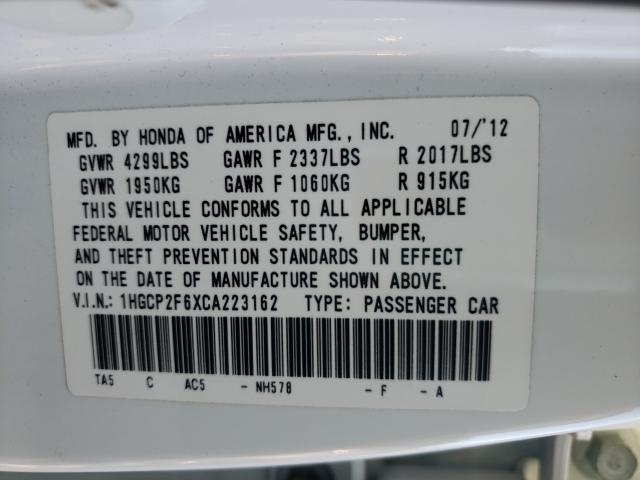 MFD. BY HONDA OF AMERICA MFG., INC. 07/'12
GVWR 4299LBS GAWR F 2337LBS R 2017LBS
GVWR 1950KG GAWR F 1060KG R 915KG
THIS VEHICLE CONFORMS TO ALL APPLICABLE
FEDERAL MOTOR VEHICLE SAFETY, BUMPER,
AND THEFT PREVENTION STANDARDS IN EFFECT
ON THE DATE OF MANUFACTURE SHOWN ABOVE.
V.I.N.: 1HGCP2F6XCA223162 TYPE: PASSENGER CAR
TA5 C AC5 - NH578 - F - A